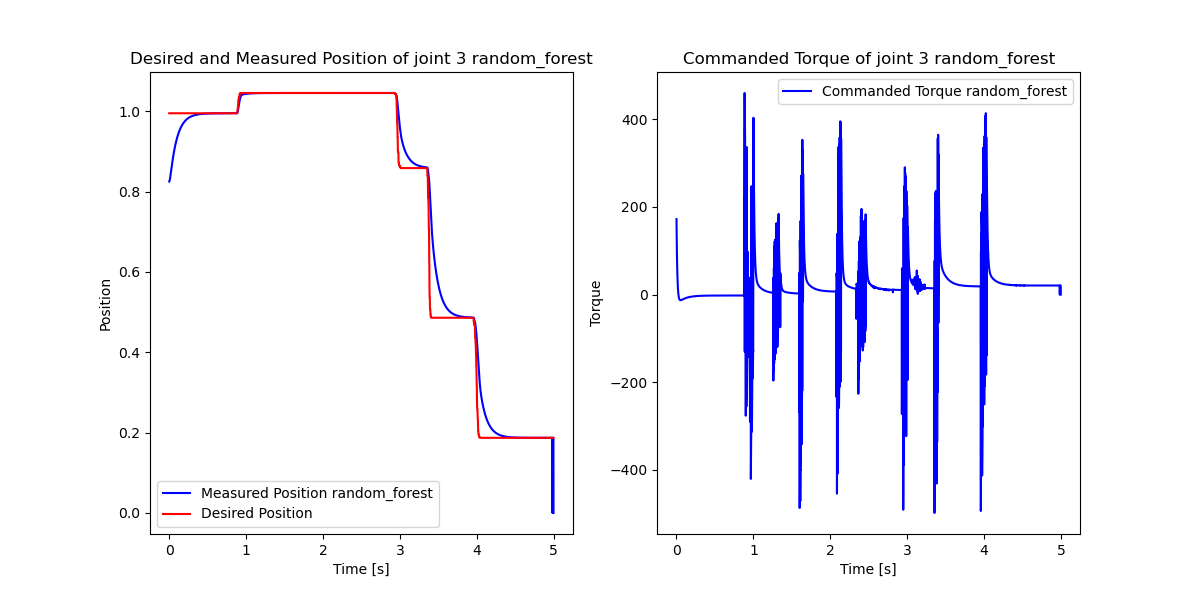 Desired and Measured Position of joint 3 random_forest
Position
1.0
0.8
0.6
0.4
0.2
0.0
Measured Position random_forest
Desired Position
0
1
2
3
4
5
Time [s]
Commanded Torque of joint 3 random_forest
Torque
400
200
0
−200
−400
Commanded Torque random_forest
0
1
2
3
4
5
Time [s]